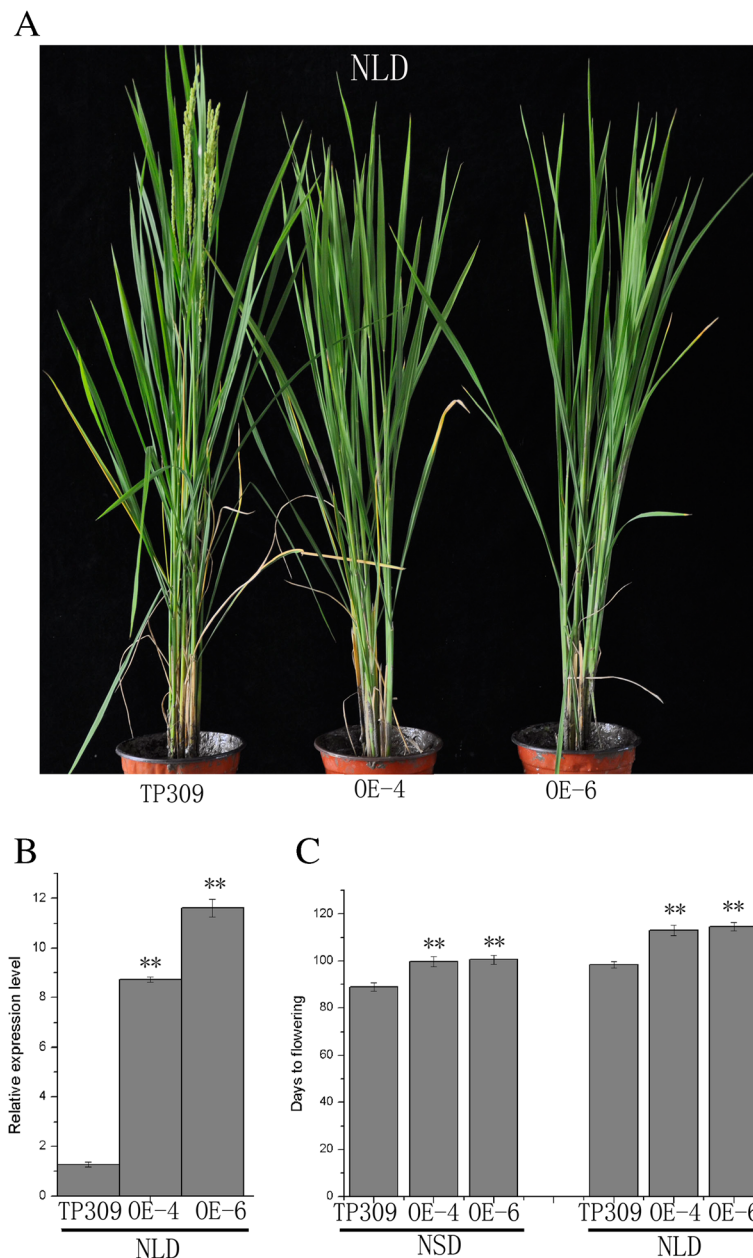 A
NLD
TP309
OE-4
OE-6
B
Relative expression level
12
10
8
6
4
2
0
**
**
TP309
OE-4
OE-6
NLD
C
Days to flowering
120
100
80
60
40
20
0
**
**
**
**
TP309
OE-4
OE-6
TP309
OE-4
OE-6
NSD
NLD